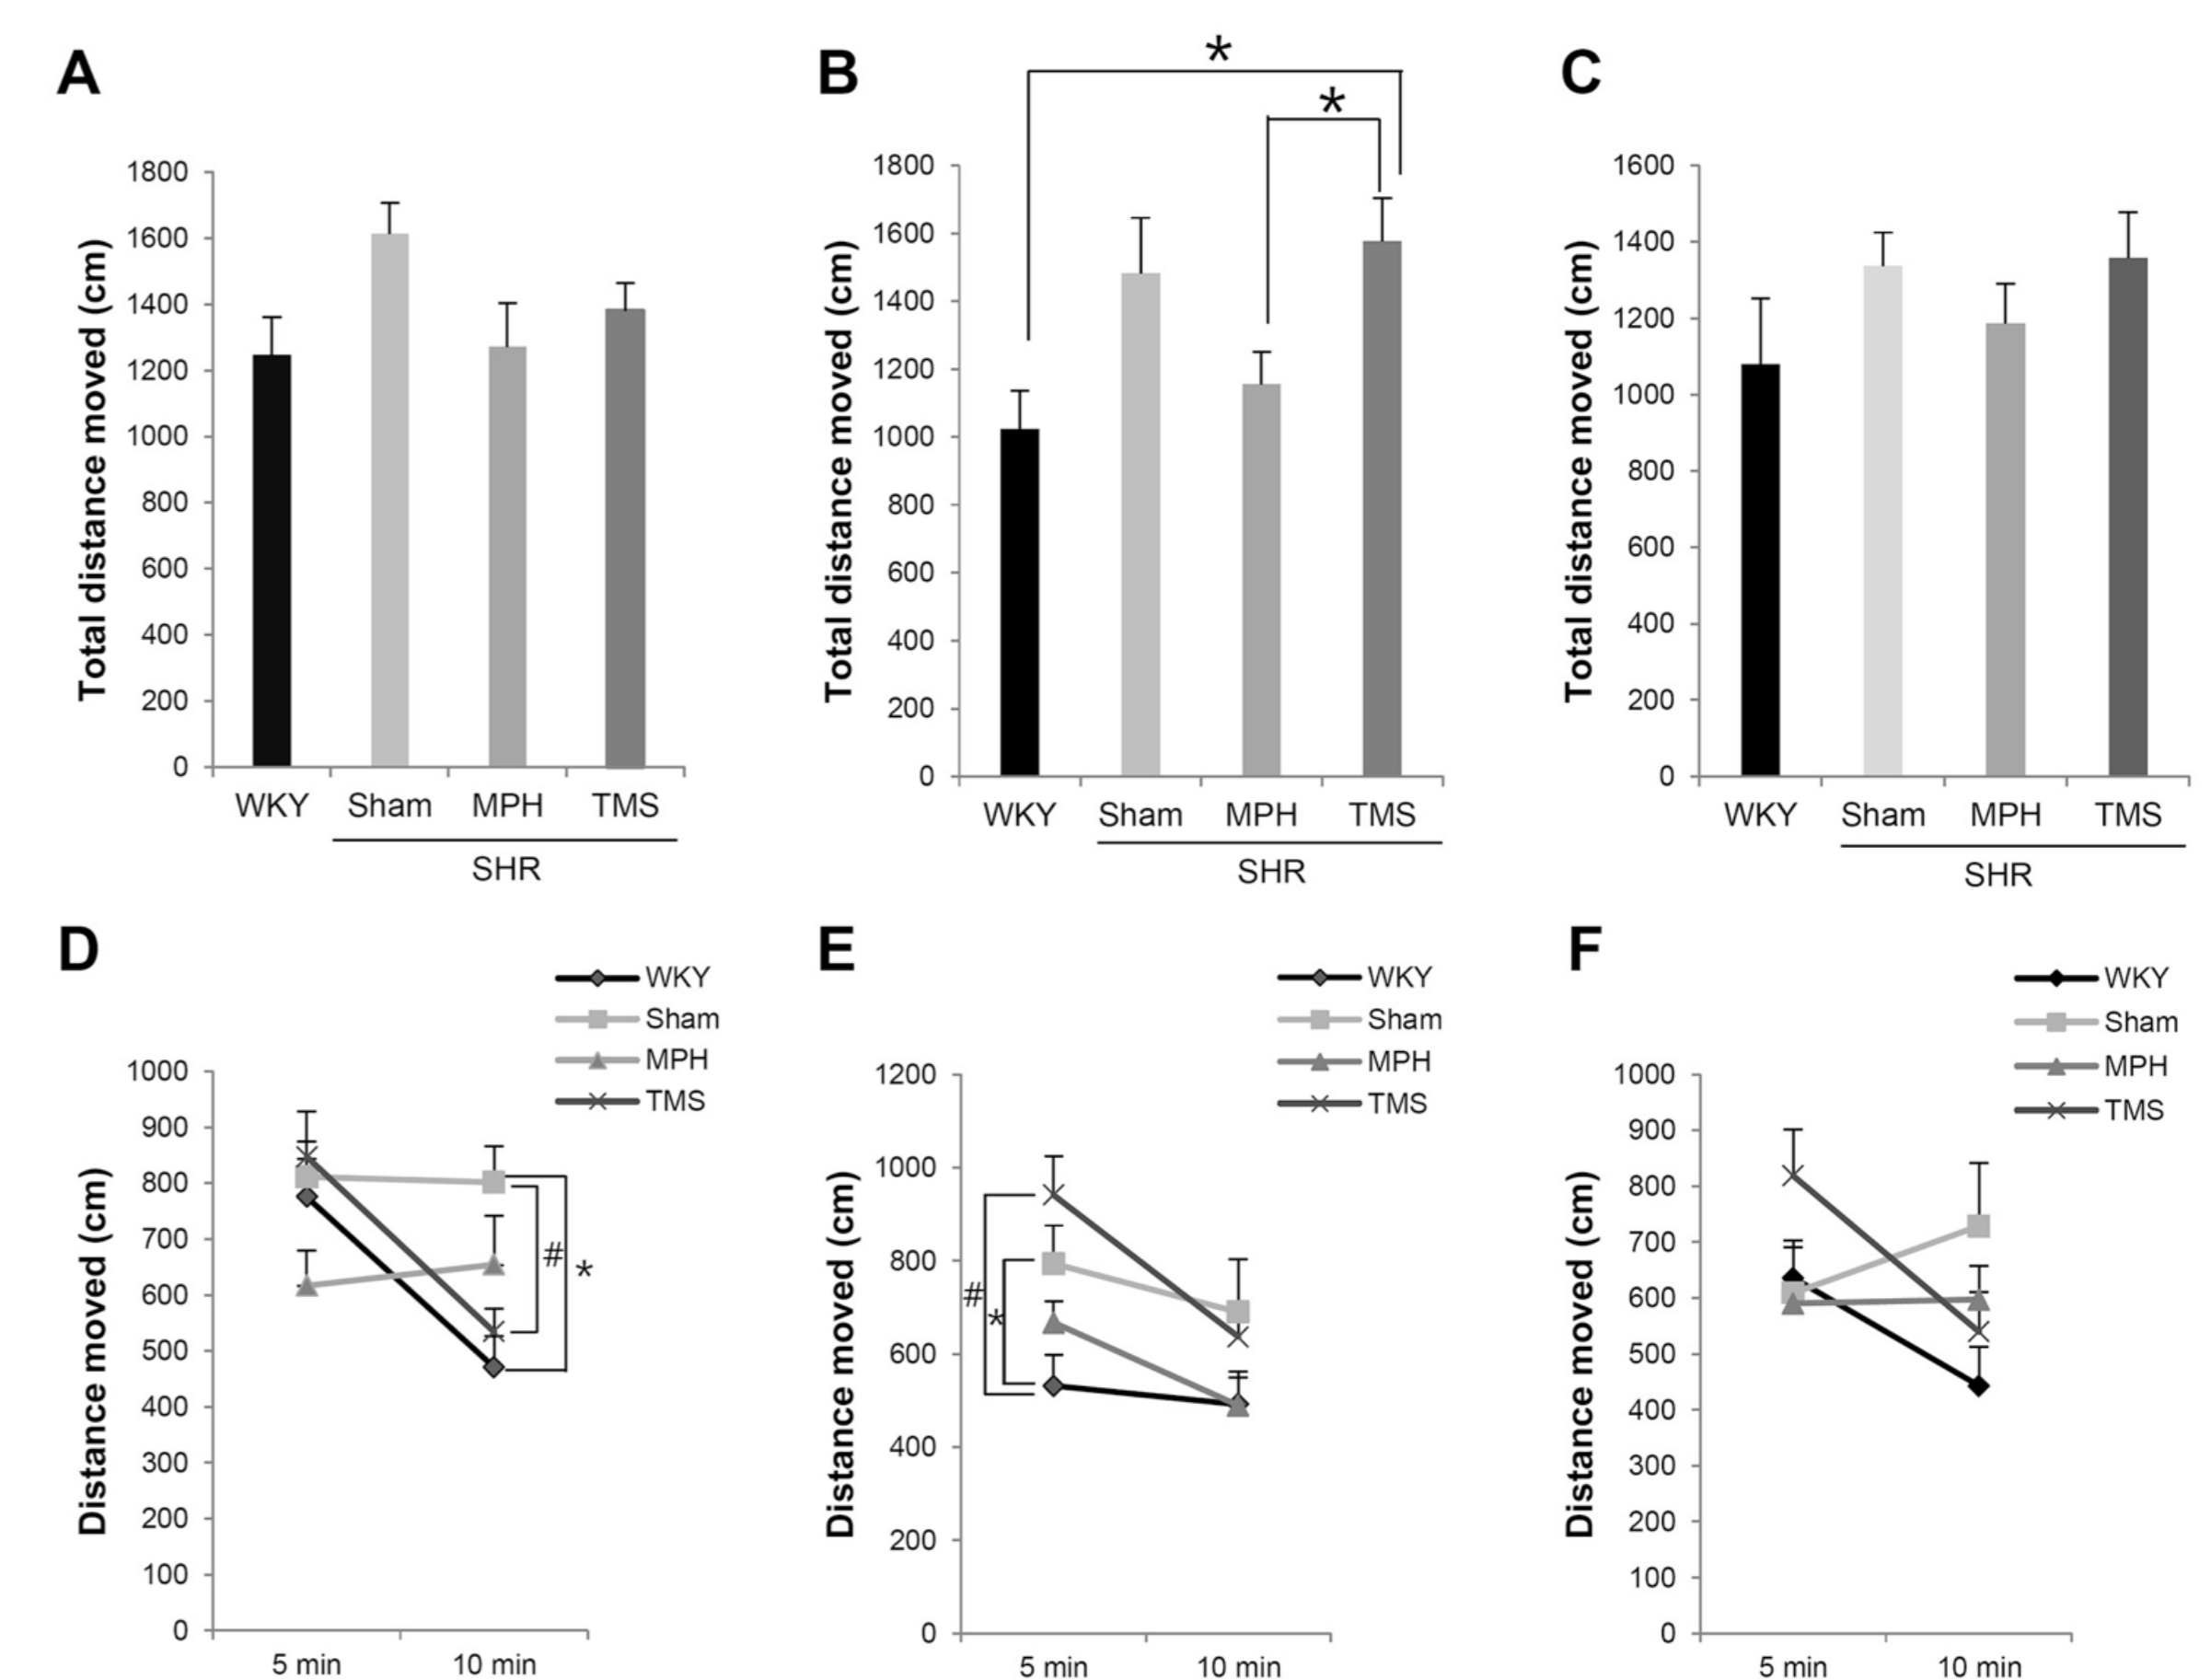 A
Total distance moved (cm)
1800
1600
1400
1200
1000
800
600
400
200
0
WKY Sham MPH TMS
SHR
B
*
*
Total distance moved (cm)
1800
1600
1400
1200
1000
800
600
400
200
0
WKY Sham MPH TMS
SHR
C
Total distance moved (cm)
1600
1400
1200
1000
800
600
400
200
0
WKY Sham MPH TMS
SHR
D
WKY
Sham
MPH
TMS
Distance moved (cm)
1000
900
800
700
600
500
400
300
200
100
0
# *
5 min 10 min
E
WKY
Sham
MPH
TMS
Distance moved (cm)
1200
1000
800
600
400
200
0
# *
5 min 10 min
F
WKY
Sham
MPH
TMS
Distance moved (cm)
1000
900
800
700
600
500
400
300
200
100
0
5 min 10 min